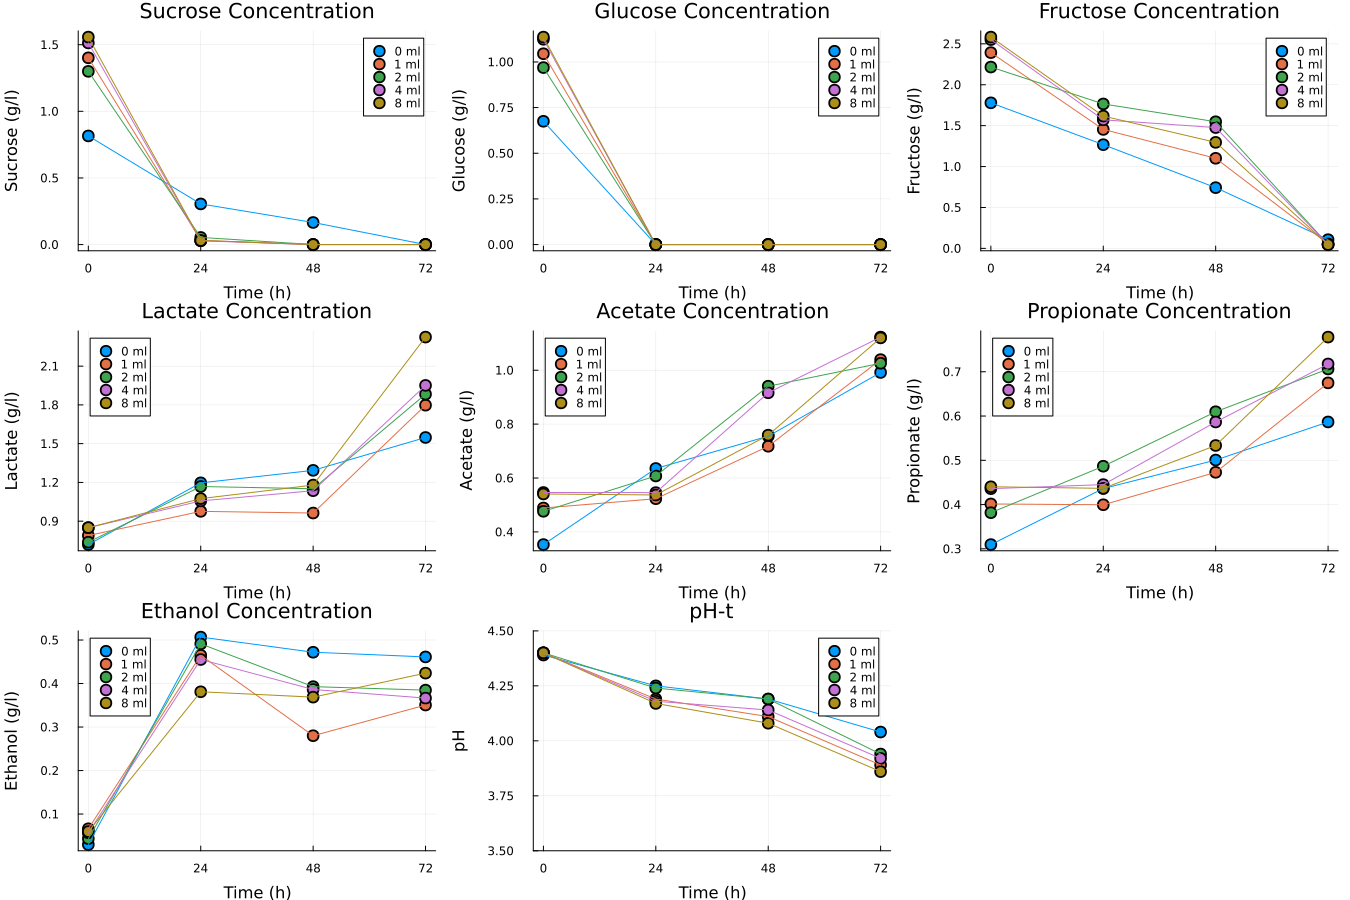 Sucrose Concentration
Sucrose (g/l)
1.5
1.0
0.5
0.0
0 ml
1 ml
2 ml
4 ml
8 ml
0 24 48 72
Time (h)
Glucose Concentration
Glucose (g/l)
1.00
0.75
0.50
0.25
0.00
0 ml
1 ml
2 ml
4 ml
8 ml
0 24 48 72
Time (h)
Fructose Concentration
Fructose (g/l)
2.5
2.0
1.5
1.0
0.5
0.0
0 ml
1 ml
2 ml
4 ml
8 ml
0 24 48 72
Time (h)
Lactate Concentration
Lactate (g/l)
2.1
1.8
1.5
1.2
0.9
0 ml
1 ml
2 ml
4 ml
8 ml
0 24 48 72
Time (h)
Acetate Concentration
Acetate (g/l)
1.0
0.8
0.6
0.4
0 ml
1 ml
2 ml
4 ml
8 ml
0 24 48 72
Time (h)
Propionate Concentration
Propionate (g/l)
0.7
0.6
0.5
0.4
0.3
0 ml
1 ml
2 ml
4 ml
8 ml
0 24 48 72
Time (h)
Ethanol Concentration
Ethanol (g/l)
0.5
0.4
0.3
0.2
0.1
0 ml
1 ml
2 ml
4 ml
8 ml
0 24 48 72
Time (h)
pH-t
pH
4.50
4.25
4.00
3.75
3.50
0 ml
1 ml
2 ml
4 ml
8 ml
0 24 48 72
Time (h)